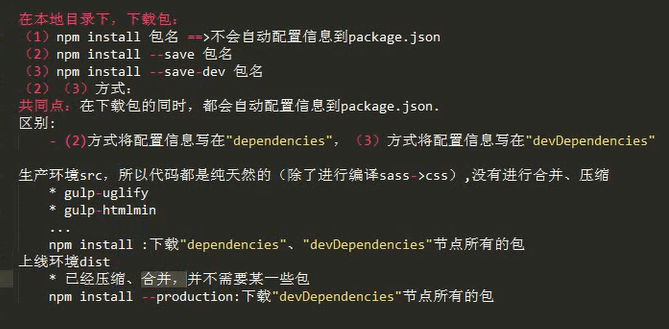 在本地目录下，下载包：
（1）npm install 包名 ==>不会自动配置信息到package.json
（2）npm install --save 包名
（3）npm install --save-dev 包名
（2）（3）方式：
共同点：在下载包的同时，都会自动配置信息到package.json.
区别：
- (2)方式将配置信息写在"dependencies"，（3）方式将配置信息写在"devDependencies"
生产环境src，所以代码都是纯天然的（除了进行编译sass->css）,没有进行合并、压缩
* gulp-uglify
* gulp-htmlmin
...
npm install :下载"dependencies"、"devDependencies"节点所有的包
上线环境dist
* 已经压缩、合并，并不需要某一些包
npm install --production:下载"devDependencies"节点所有的包